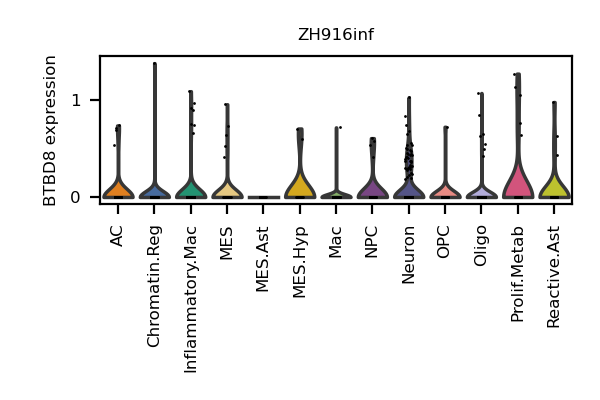 ZH916inf
BTBD8 expression
1
0
AC
Chromatin.Reg
Inflammatory.Mac
MES
MES.Ast
MES.Hyp
Mac
NPC
Neuron
OPC
Oligo
Prolif.Metab
Reactive.Ast